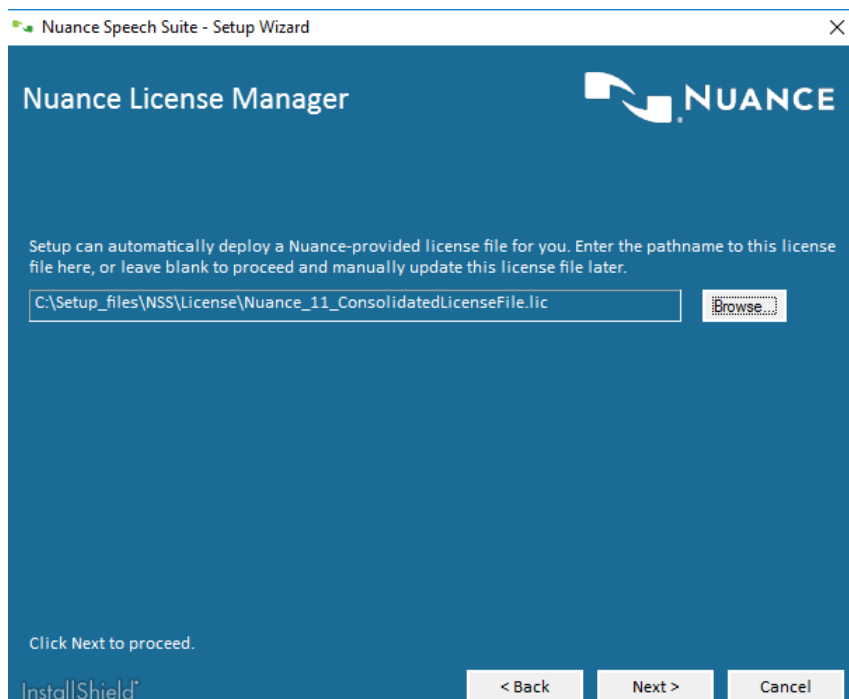 Nuance Speech Suite - Setup Wizard
Nuance License Manager
NUANCE
Setup can automatically deploy a Nuance-provided license file for you. Enter the pathname to this license
file here, or leave blank to proceed and manually update this license file later.
C:\Setup_files\NSS\License\Nuance_11_ConsolidatedLicenseFile.lic
Browse...
Click Next to proceed.
InstallShield
< Back
Next >
Cancel